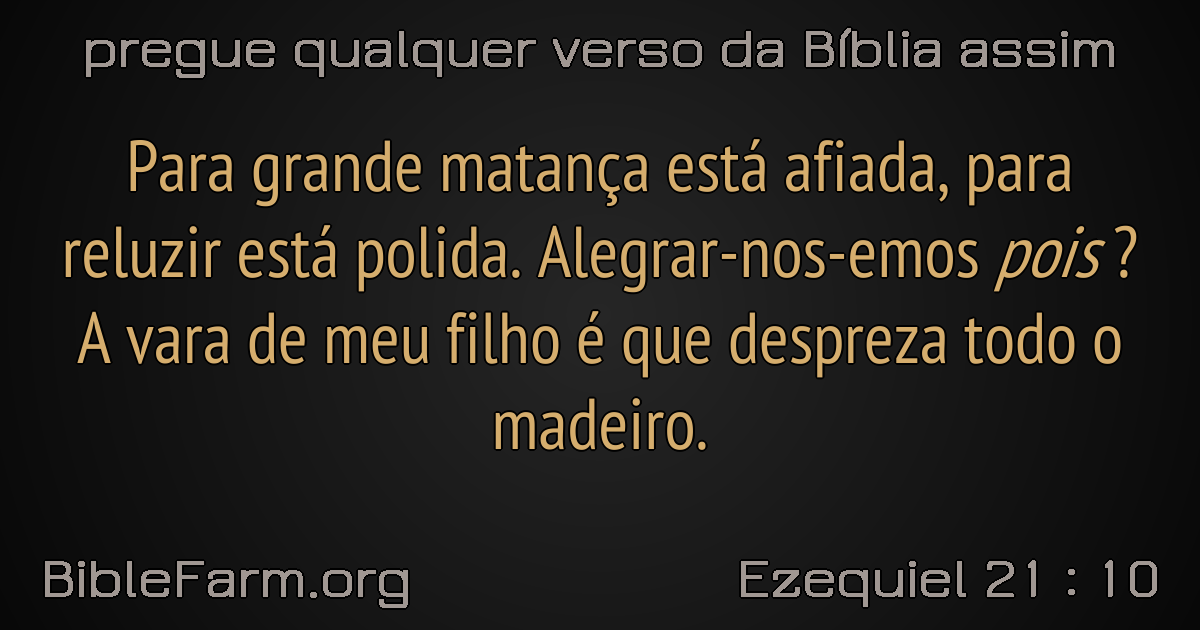 pregue qualquer verso da Bíblia assim
Para grande matança está afiada, para
reluzir está polida. Alegrar-nos-emos pois ?
A vara de meu filho é que despreza todo o
madeiro.
BibleFarm.org
Ezequiel 21 : 10